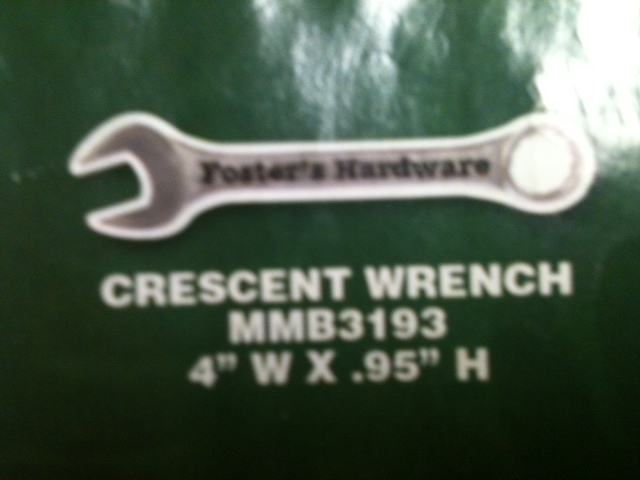 Foster's Hardware
CRESCENT WRENCH
MMB3193
4" W X .95" H